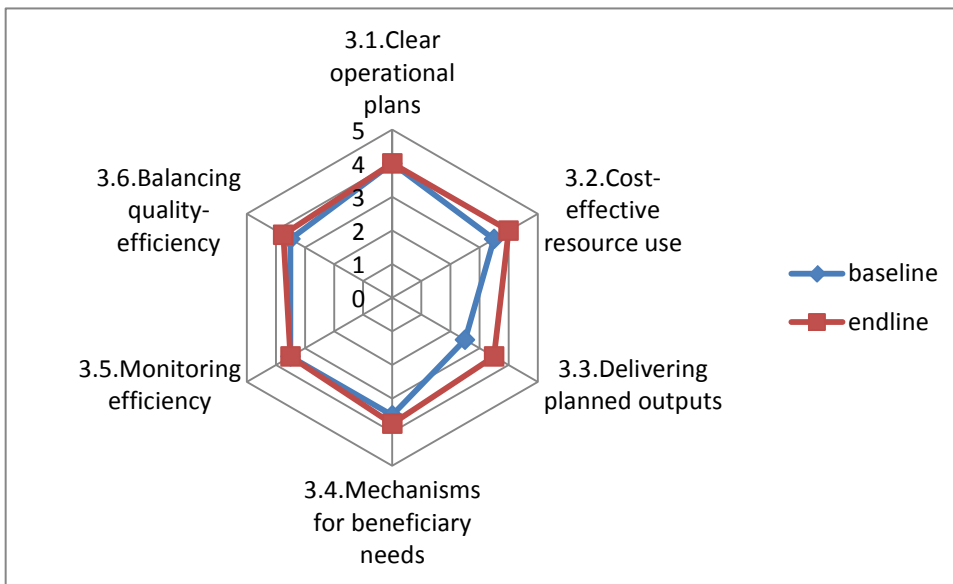 3.1.Clear
operational
plans
5
4
3
2
1
0
3.2.Cost-
effective
resource use
3.3.Delivering
planned outputs
3.4.Mechanisms
for beneficiary
needs
3.5.Monitoring
efficiency
3.6.Balancing
quality-
efficiency
baseline
endline